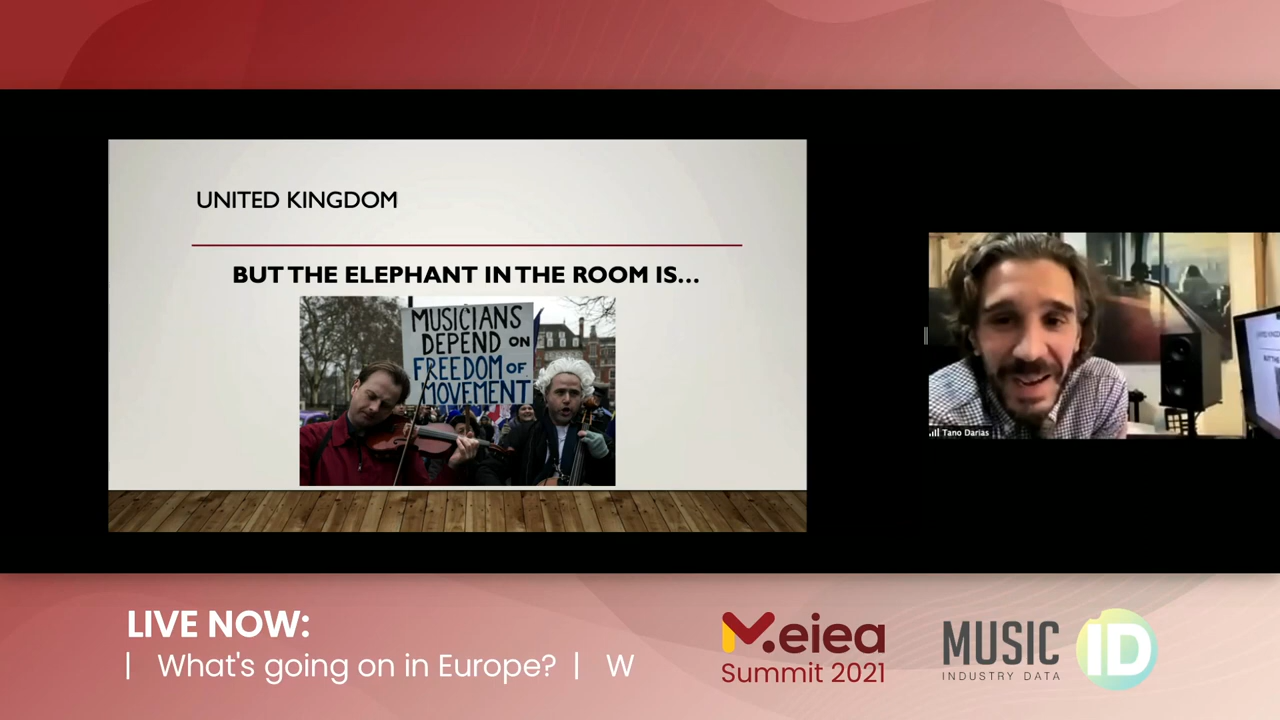 UNITED KINGDOM
BUT THE ELEPHANT IN THE ROOM IS...
MUSICIANS
DEPEND ON
FREEDOM OF
MOVEMENT
Tano Darias
LIVE NOW:
| What's going on in Europe? | W
meiea
Summit 2021
MUSIC
INDUSTRY DATA
ID